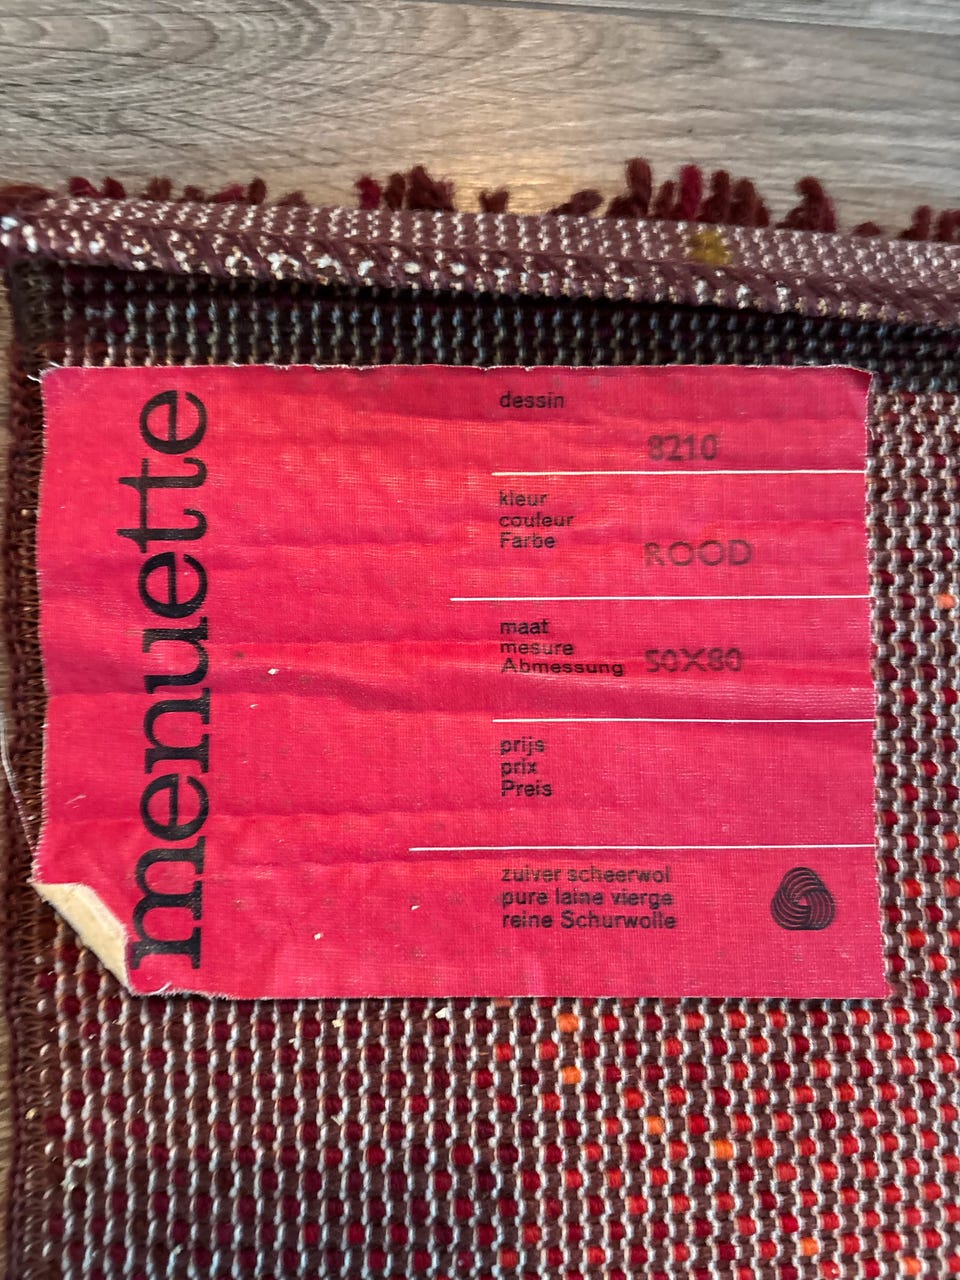 menuette
dessin
8210
kleur
couleur
Farbe
ROOD
maat
mesure
Abmessung 50X80
prijs
prix
Preis
zuiver scheerwol
pure laine vierge
reine Schurwolle